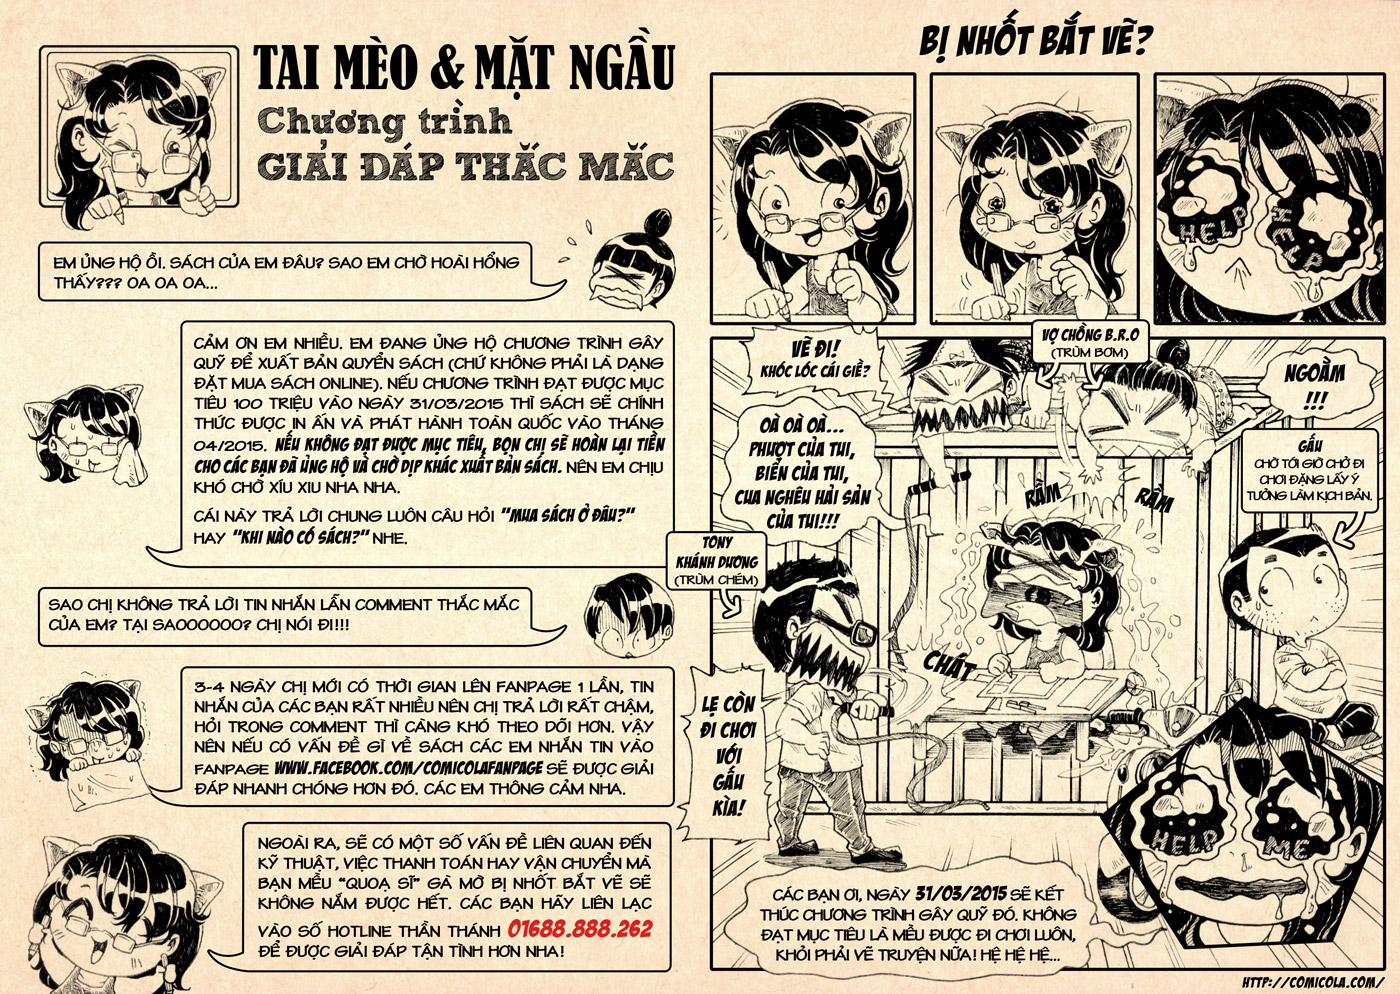 TAI MÈO & MẶT NGẦU
Chương trình
GIẢI ĐÁP THẮC MẮC
EM ỦNG HỘ ỒI. SÁCH CỦA EM ĐÂU? SAO EM CHỜ HOÀI HỔNG
THẤY??? OA OA OA...
CẢM ƠN EM NHIỀU. EM ĐANG ỦNG HỘ CHƯƠNG TRÌNH GÂY
QUỸ ĐỂ XUẤT BẢN QUYỂN SÁCH (CHỨ KHÔNG PHẢI LÀ DẠNG
ĐẶT MUA SÁCH ONLINE). NẾU CHƯƠNG TRÌNH ĐẠT ĐƯỢC MỤC
TIÊU 100 TRIỆU VÀO NGÀY 31/03/2015 THÌ SÁCH SẼ CHÍNH
THỨC ĐƯỢC IN ẤN VÀ PHÁT HÀNH TOÀN QUỐC VÀO THÁNG
04/2015. NẾU KHÔNG ĐẠT ĐƯỢC MỤC TIÊU, BỌN CHỊ SẼ HOÀN LẠI TIỀN
CHO CÁC BẠN ĐÃ ỦNG HỘ VÀ CHỜ DỊP KHÁC XUẤT BẢN SÁCH. NÊN EM CHỊU
KHÓ CHỜ XÍU XIU NHA NHA.
CÁI NÀY TRẢ LỜI CHUNG LUÔN CÂU HỎI "MUA SÁCH Ở ĐÂU?"
HAY "KHI NÀO CÓ SÁCH?" NHE.
SAO CHỊ KHÔNG TRẢ LỜI TIN NHẮN LẪN COMMENT THẮC MẮC
CỦA EM? TẠI SAOOOOOO? CHỊ NÓI ĐI!!!
3-4 NGÀY CHỊ MỚI CÓ THỜI GIAN LÊN FANPAGE 1 LẦN, TIN
NHẮN CỦA CÁC BẠN RẤT NHIỀU NÊN CHỊ TRẢ LỜI RẤT CHẬM,
HỎI TRONG COMMENT THÌ CÀNG KHÓ THEO DÕI HƠN. VẬY
NÊN NẾU CÓ VẤN ĐỀ GÌ VỀ SÁCH CÁC EM NHẮN TIN VÀO
FANPAGE WWW.FACEBOOK.COM/COMICOLAFANPAGE SẼ ĐƯỢC GIẢI
ĐÁP NHANH CHÓNG HƠN ĐÓ. CÁC EM THÔNG CẢM NHA.
NGOÀI RA, SẼ CÓ MỘT SỐ VẤN ĐỀ LIÊN QUAN ĐẾN
KỸ THUẬT, VIỆC THANH TOÁN HAY VẬN CHUYỂN MÀ
BẠN MỀU "QUOẠ SĨ" GÀ MỜ BỊ NHỐT BẮT VẼ SẼ
KHÔNG NẮM ĐƯỢC HẾT. CÁC BẠN HÃY LIÊN LẠC
VÀO SỐ HOTLINE THẦN THÁNH 01688.888.262
ĐỂ ĐƯỢC GIẢI ĐÁP TẬN TÌNH HƠN NHA!
BỊ NHỐT BẮT VẼ?
HELP
HELP
VẼ ĐI!
KHÓC LÓC CÁI GIỀ?
VỢ CHỒNG B.R.O
(TRÙM BƠM)
NGOẰM
!!!
OÀ OÀ OÀ...
PHƯỢT CỦA TUI,
BIỂN CỦA TUI,
CUA NGHÊU HẢI SẢN
CỦA TUI!!!
GẤU
CHỜ TỚI GIỜ CHỞ ĐI
CHƠI ĐẶNG LẤY Ý
TƯỞNG LÀM KỊCH BẢN.
RẦM
RẦM
TONY
KHÁNH DƯƠNG
(TRÙM CHÉM)
CHÁT
LẸ CÒN
ĐI CHƠI
VỚI
GẤU
KÌA!
HELP
ME
CÁC BẠN ƠI, NGÀY 31/03/2015 SẼ KẾT
THÚC CHƯƠNG TRÌNH GÂY QUỸ ĐÓ. KHÔNG
ĐẠT MỤC TIÊU LÀ MỀU ĐƯỢC ĐI CHƠI LUÔN,
KHỎI PHẢI VẼ TRUYỆN NỮA! HỆ HỆ HỆ...
HTTP://COMICOLA.COM/